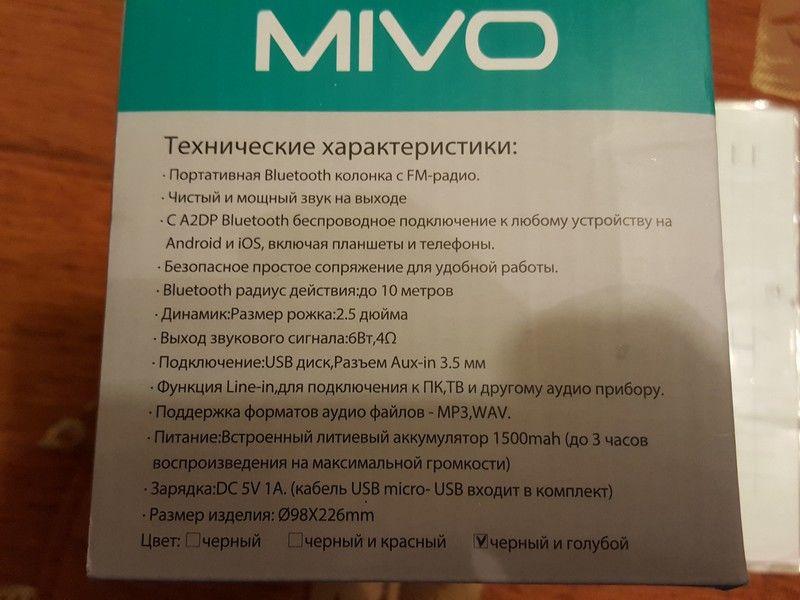 MIVO
Технические характеристики:
· Портативная Bluetooth колонка с FM-радио.
· Чистый и мощный звук на выходе
· С A2DP Bluetooth беспроводное подключение к любому устройству на
Android и iOS, включая планшеты и телефоны.
· Безопасное простое сопряжение для удобной работы.
· Bluetooth радиус действия:до 10 метров
· Динамик:Размер рожка:2.5 дюйма
· Выход звукового сигнала:6Вт,4Ω
· Подключение:USB диск,Разъем Aux-in 3.5 мм
· Функция Line-in,для подключения к ПК,ТВ и другому аудио прибору.
· Поддержка форматов аудио файлов - MP3,WAV.
· Питание:Встроенный литиевый аккумулятор 1500mah (до 3 часов
воспроизведения на максимальной громкости)
· Зарядка:DC 5V 1A. (кабель USB micro- USB входит в комплект)
· Размер изделия: Ø98X226mm
Цвет: ☐черный ☐черный и красный ☑черный и голубой